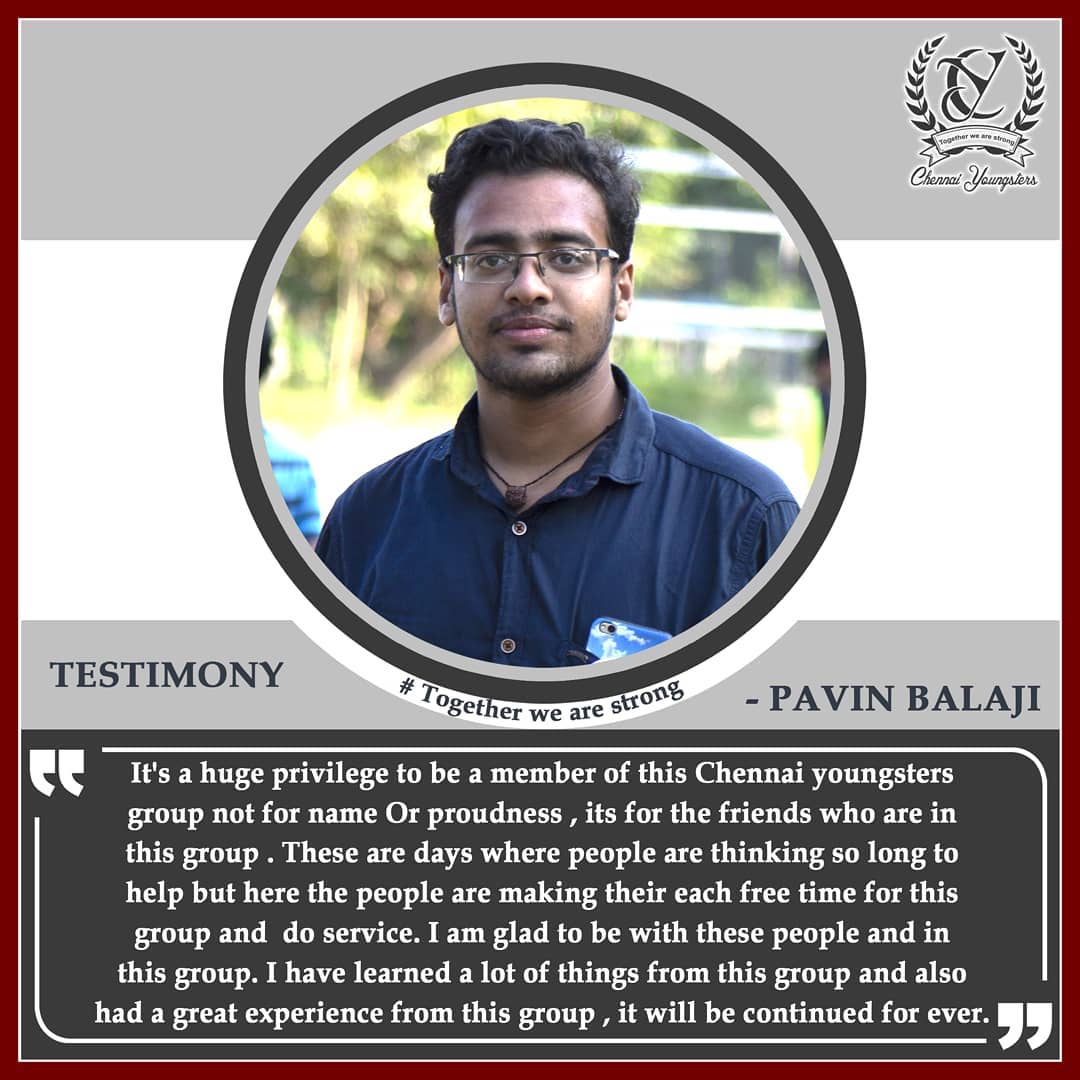 Together we are strong
Chennai Youngsters
TESTIMONY
# Together we are strong
- PAVIN BALAJI
It's a huge privilege to be a member of this Chennai youngsters
group not for name Or proudness , its for the friends who are in
this group . These are days where people are thinking so long to
help but here the people are making their each free time for this
group and  do service. I am glad to be with these people and in
this group. I have learned a lot of things from this group and also
had a great experience from this group , it will be continued for ever.